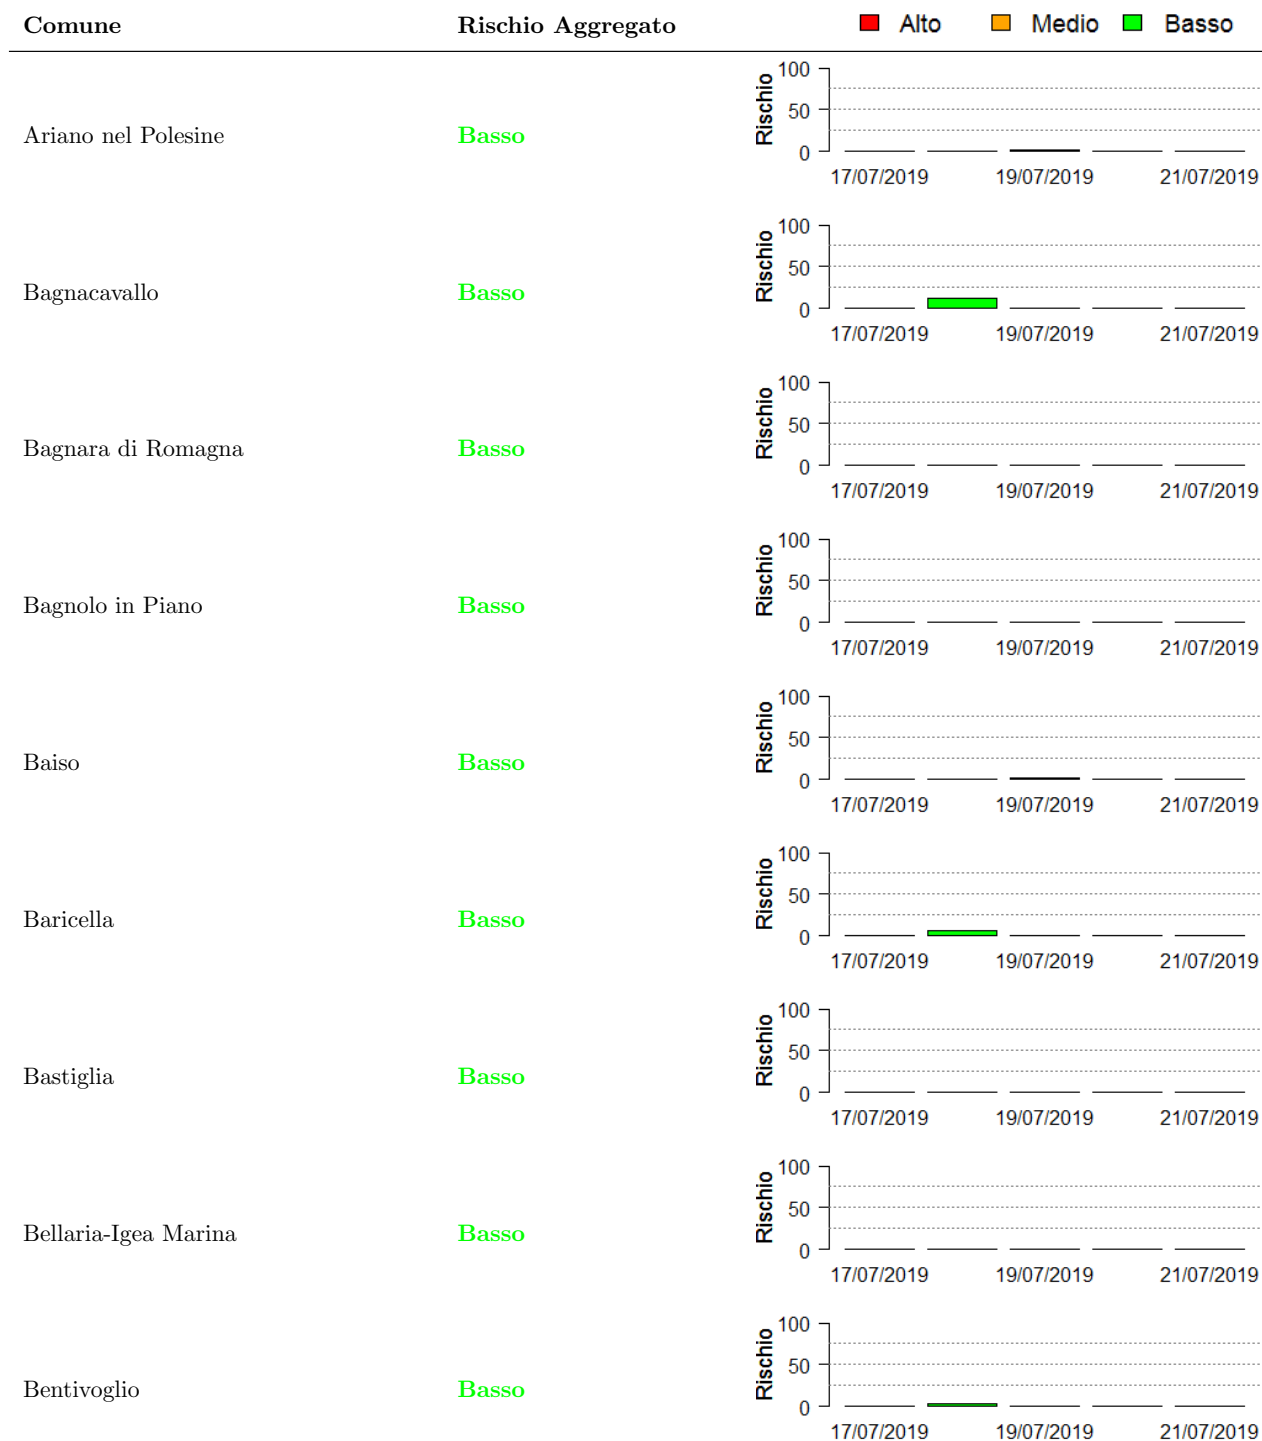 Comune Rischio Aggregato Alto Medio Basso
100
50
0
Rischio
Ariano nel Polesine Basso
17/07/2019 19/07/2019 21/07/2019
100
50
0
Rischio
Bagnacavallo Basso
17/07/2019 19/07/2019 21/07/2019
100
50
0
Rischio
Bagnara di Romagna Basso
17/07/2019 19/07/2019 21/07/2019
100
50
0
Rischio
Bagnolo in Piano Basso
17/07/2019 19/07/2019 21/07/2019
100
50
0
Rischio
Baiso Basso
17/07/2019 19/07/2019 21/07/2019
100
50
0
Rischio
Baricella Basso
17/07/2019 19/07/2019 21/07/2019
100
50
0
Rischio
Bastiglia Basso
17/07/2019 19/07/2019 21/07/2019
100
50
0
Rischio
Bellaria-Igea Marina Basso
17/07/2019 19/07/2019 21/07/2019
100
50
0
Rischio
Bentivoglio Basso
17/07/2019 19/07/2019 21/07/2019